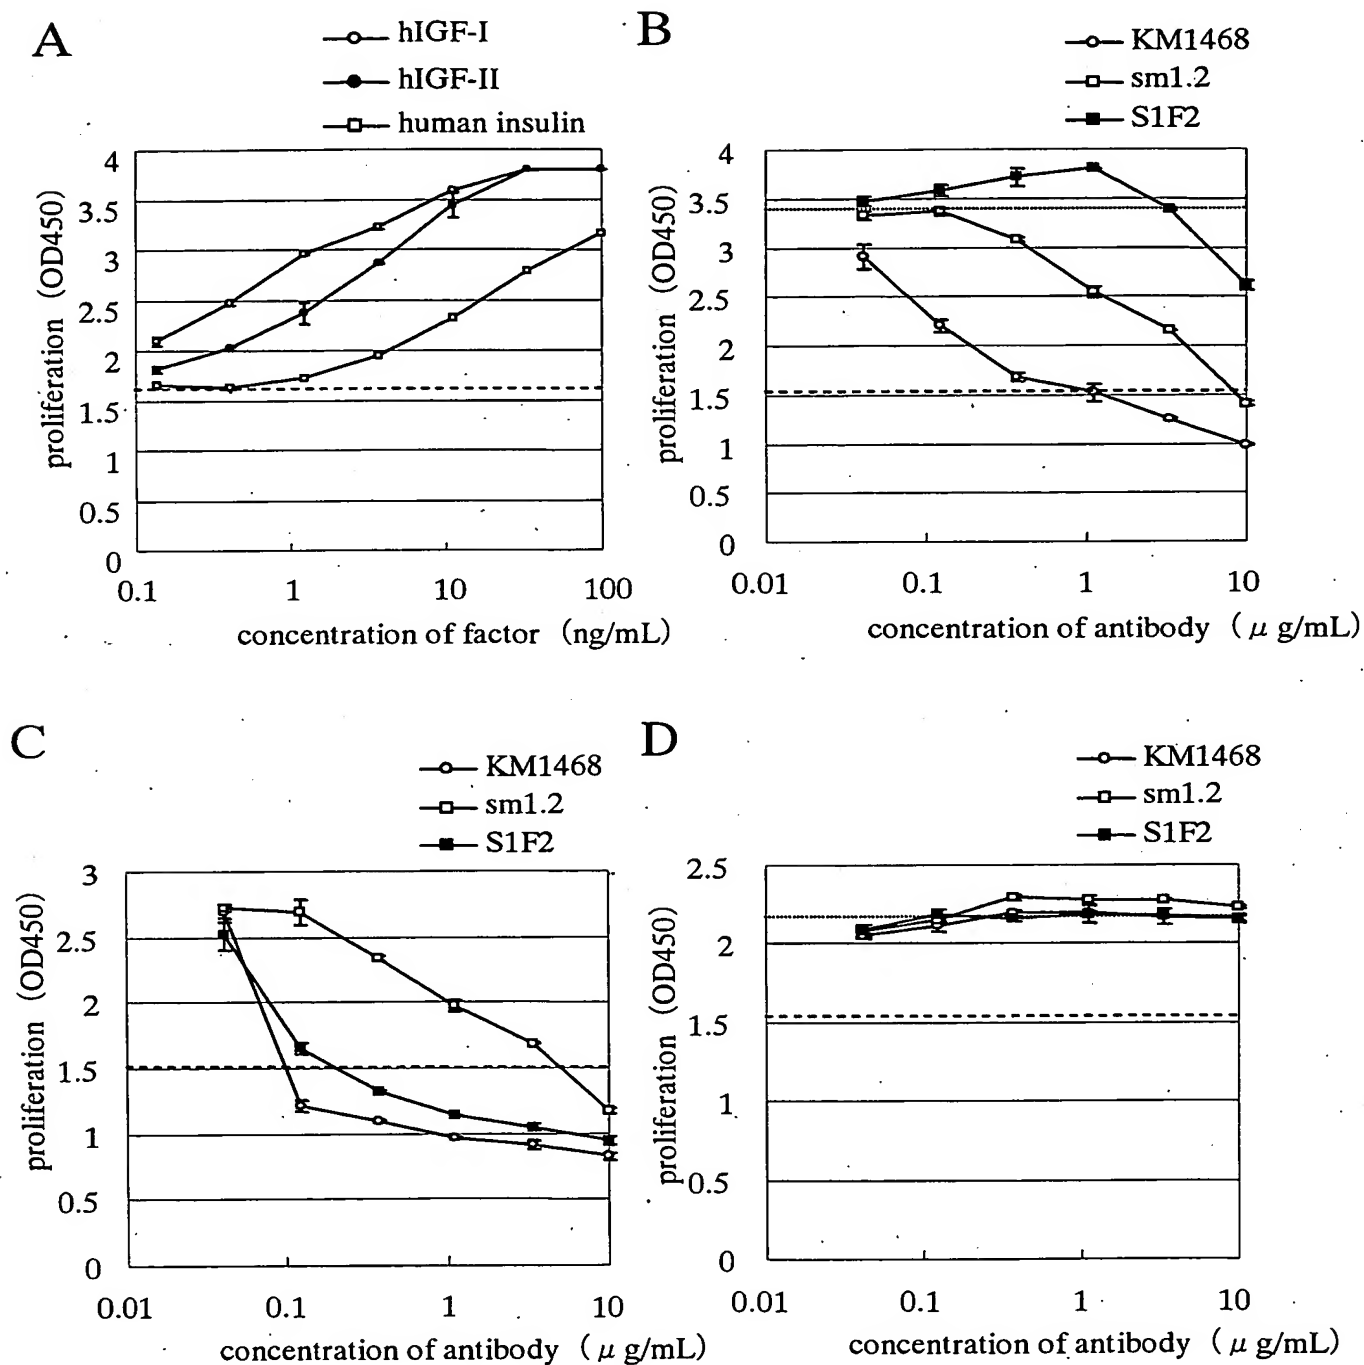 A
hIGF-I
hIGF-II
human insulin
4
3.5
3
2.5
2
1.5
1
0.5
0
proliferation (OD450)
0.1 1 10 100
concentration of factor (ng/mL)
B
KM1468
sm1.2
S1F2
4
3.5
3
2.5
2
1.5
1
0.5
0
proliferation (OD450)
0.01 0.1 1 10
concentration of antibody (μ g/mL)
C
KM1468
sm1.2
S1F2
3
2.5
2
1.5
1
0.5
0
proliferation (OD450)
0.01 0.1 1 10
concentration of antibody (μ g/mL)
D
KM1468
sm1.2
S1F2
2.5
2
1.5
1
0.5
0
proliferation (OD450)
0.01 0.1 1 10
concentration of antibody (μ g/mL)